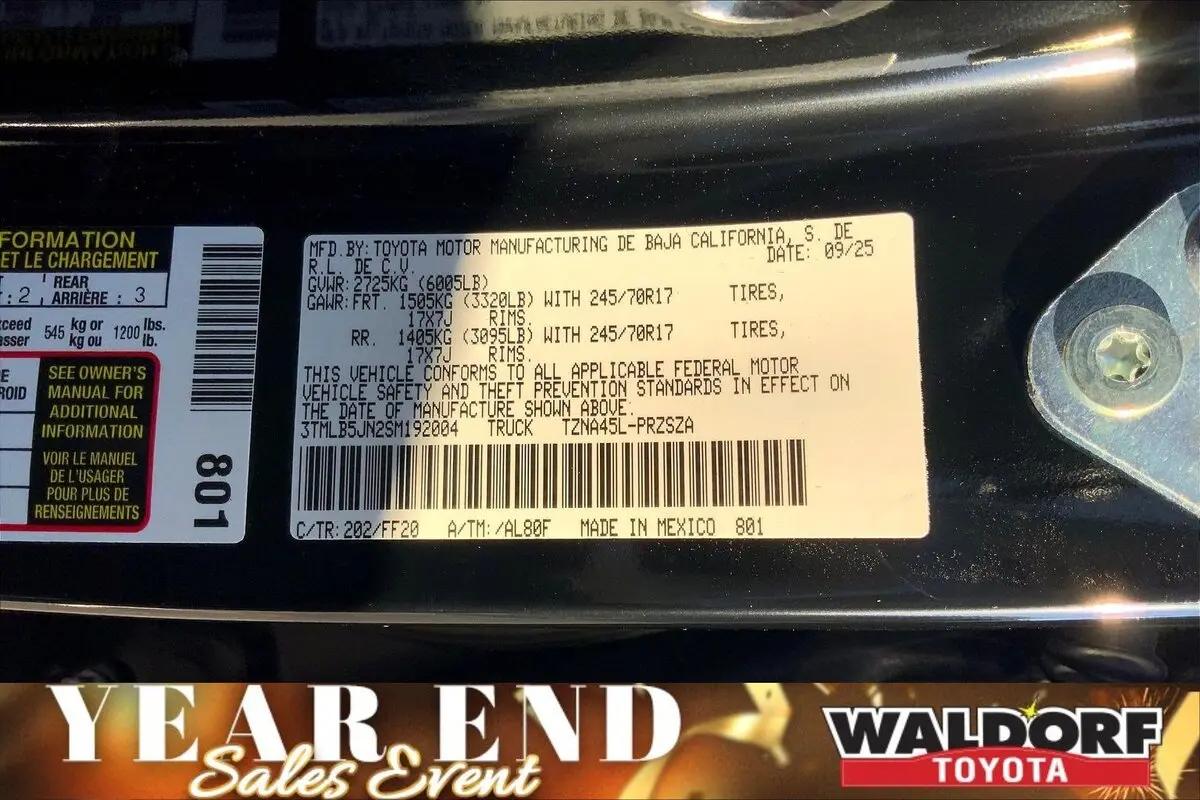 FORMATION
ET LE CHARGEMENT
: 2 REAR
ARRIÈRE : 3
kg or lbs.
545 1200
kg ou lb.
SEE OWNER'S
MANUAL FOR
ADDITIONAL
INFORMATION
VOIR LE MANUEL
DE L'USAGER
POUR PLUS DE
RENSEIGNEMENTS
801
MFD. BY: TOYOTA MOTOR MANUFACTURING DE BAJA CALIFORNIA, S. DE
R.L. DE C.V. DATE: 09/25
GVWR: 2725KG (6005LB)
GAWR: FRT. 1505KG (3320LB) WITH 245/70R17 TIRES,
17X7J RIMS.
RR. 1405KG (3095LB) WITH 245/70R17 TIRES,
17X7J RIMS.
THIS VEHICLE CONFORMS TO ALL APPLICABLE FEDERAL MOTOR
VEHICLE SAFETY AND THEFT PREVENTION STANDARDS IN EFFECT ON
THE DATE OF MANUFACTURE SHOWN ABOVE.
3TMLB5JN2SM192004 TRUCK TZNA45L-PRZSZA
C/TR: 202/FF20 A/TM: /AL80F MADE IN MEXICO 801
YEAR END
Sales Event
WALDORF
TOYOTA